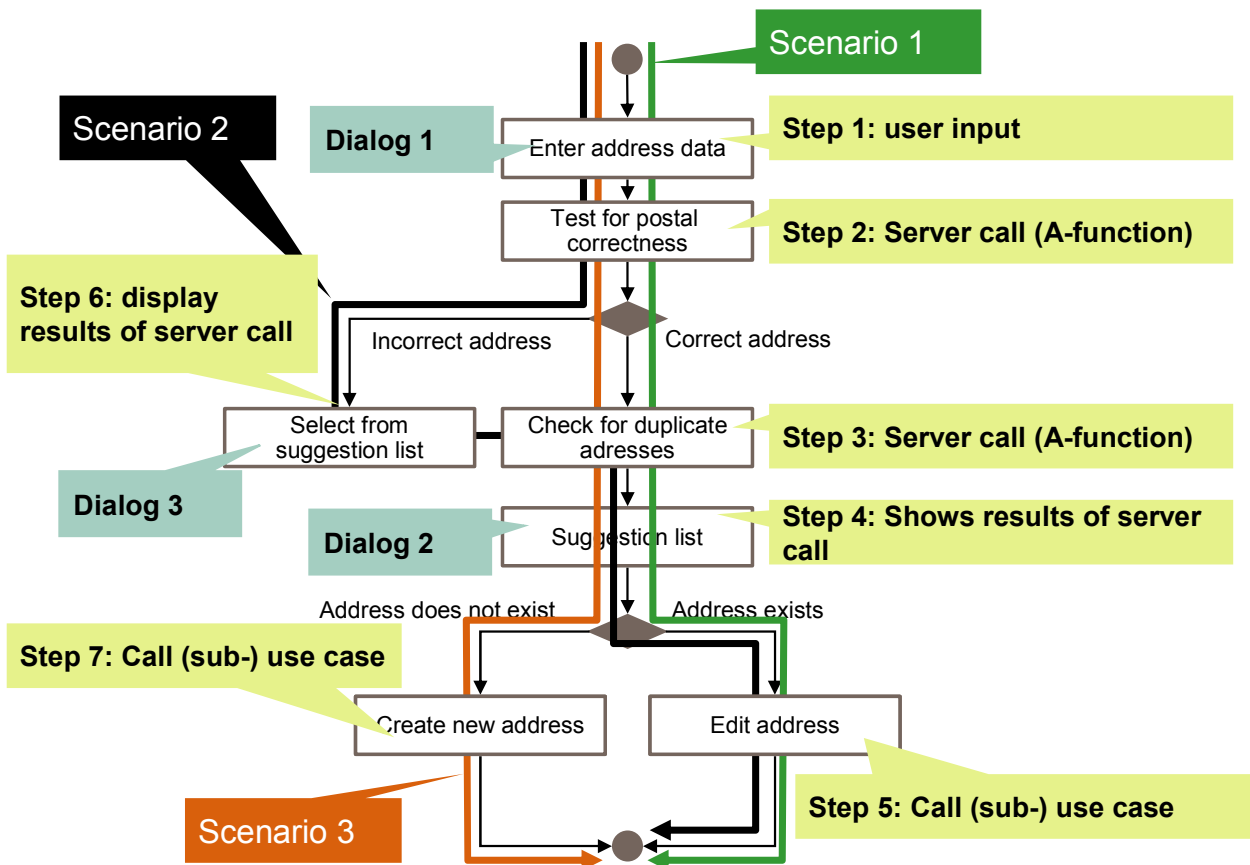 Scenario 1
Scenario 2
Dialog 1
Enter address data
Step 1: user input
Test for postal
correctness
Step 2: Server call (A-function)
Step 6: display
results of server call
Incorrect address
Correct address
Select from
suggestion list
Check for duplicate
adresses
Step 3: Server call (A-function)
Dialog 3
Dialog 2
Suggestion list
Step 4: Shows results of server
call
Address does not exist
Address exists
Step 7: Call (sub-) use case
Create new address
Edit address
Step 5: Call (sub-) use case
Scenario 3